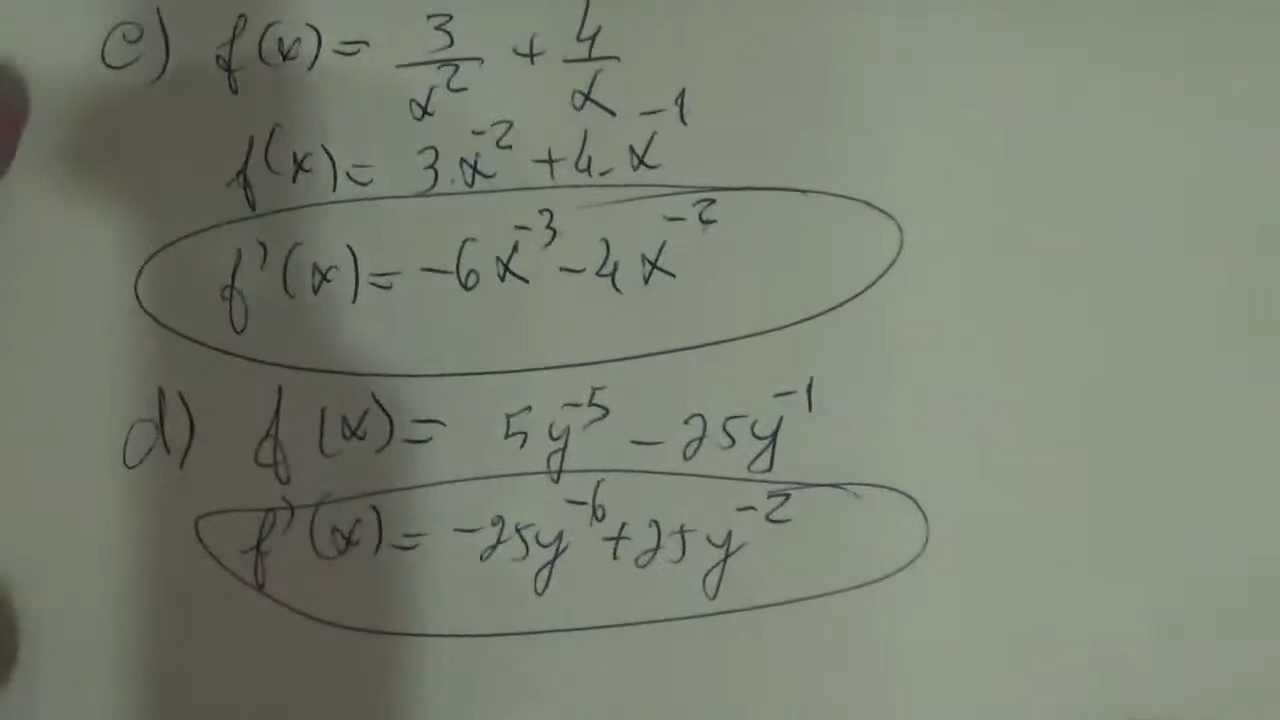 c) f(x) = 3/x² + 4/x
f(x) = 3.x⁻² + 4.x⁻¹
f'(x) = -6x⁻³ - 4x⁻²
d) f(x) = 5y⁻⁵ - 25y⁻¹
f'(x) = -25y⁻⁶ + 25y⁻²